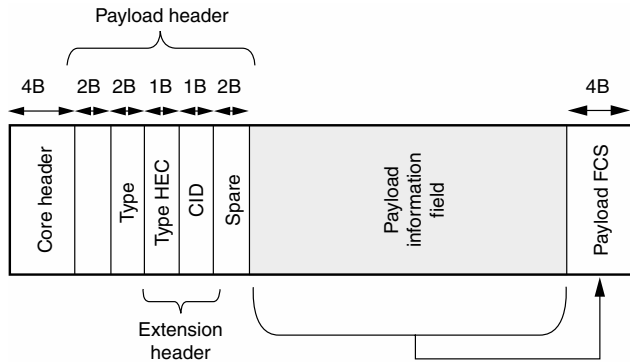 Payload header
4B 2B 2B 1B 1B 2B 4B
Core header
Type
Type HEC
CID
Spare
Payload
information
field
Payload FCS
Extension
header